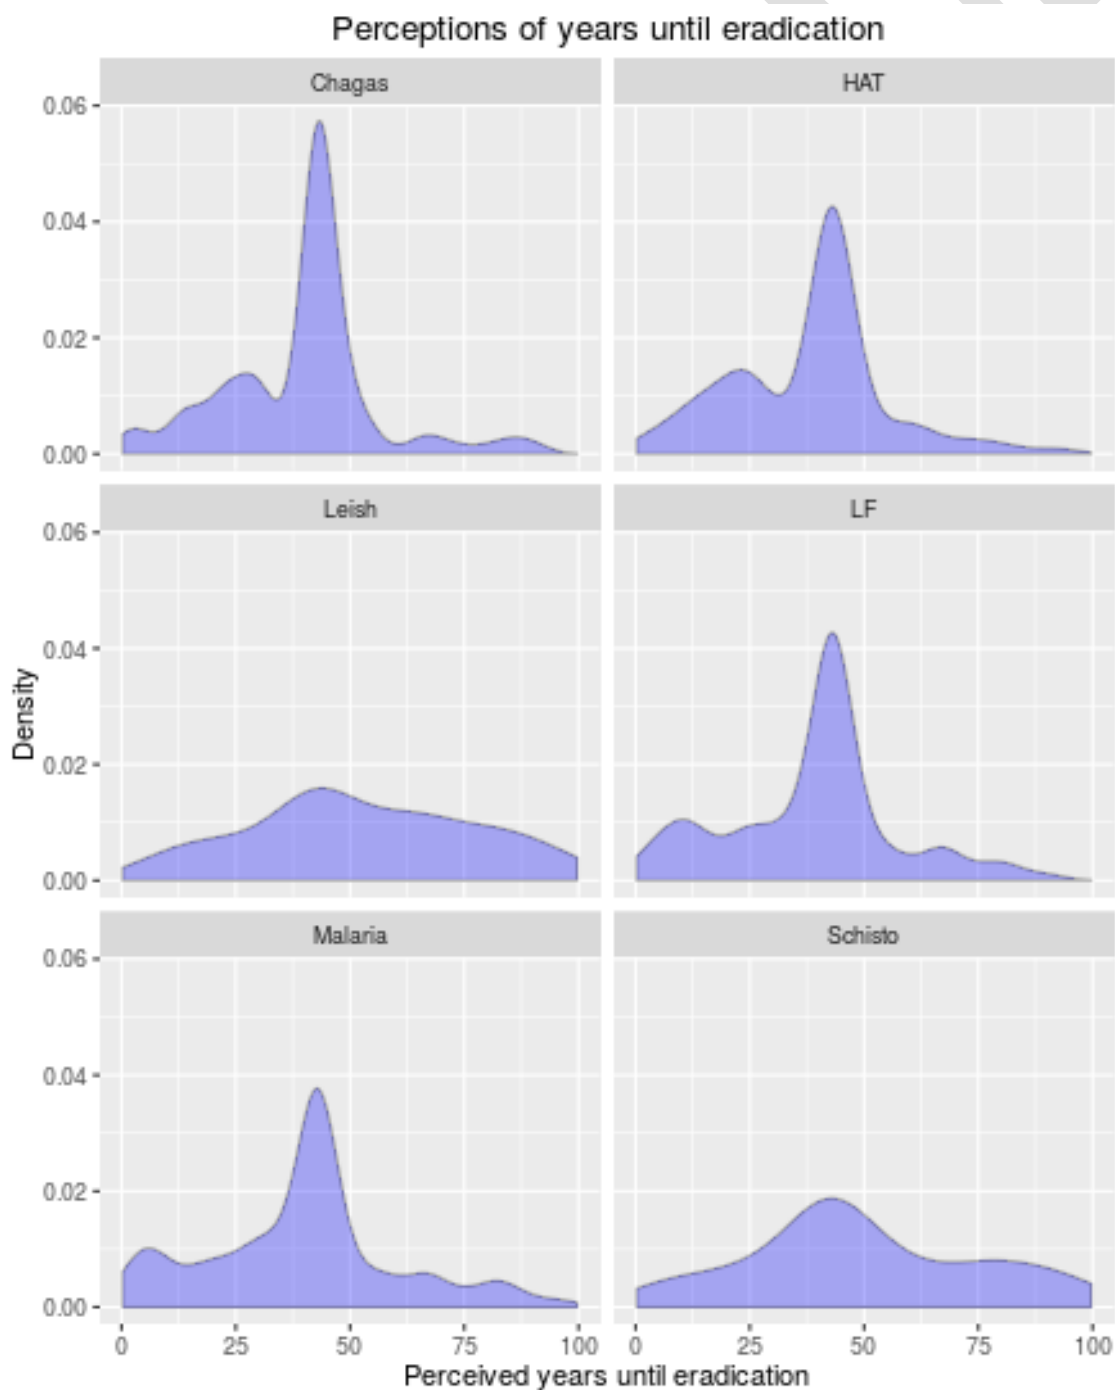 Perceptions of years until eradication
Chagas
HAT
0.06
0.04
0.02
0.00
Leish
LF
0.06
0.04
0.02
0.00
Density
Malaria
Schisto
0.06
0.04
0.02
0.00
0 25 50 75 100 0 25 50 75 100
Perceived years until eradication